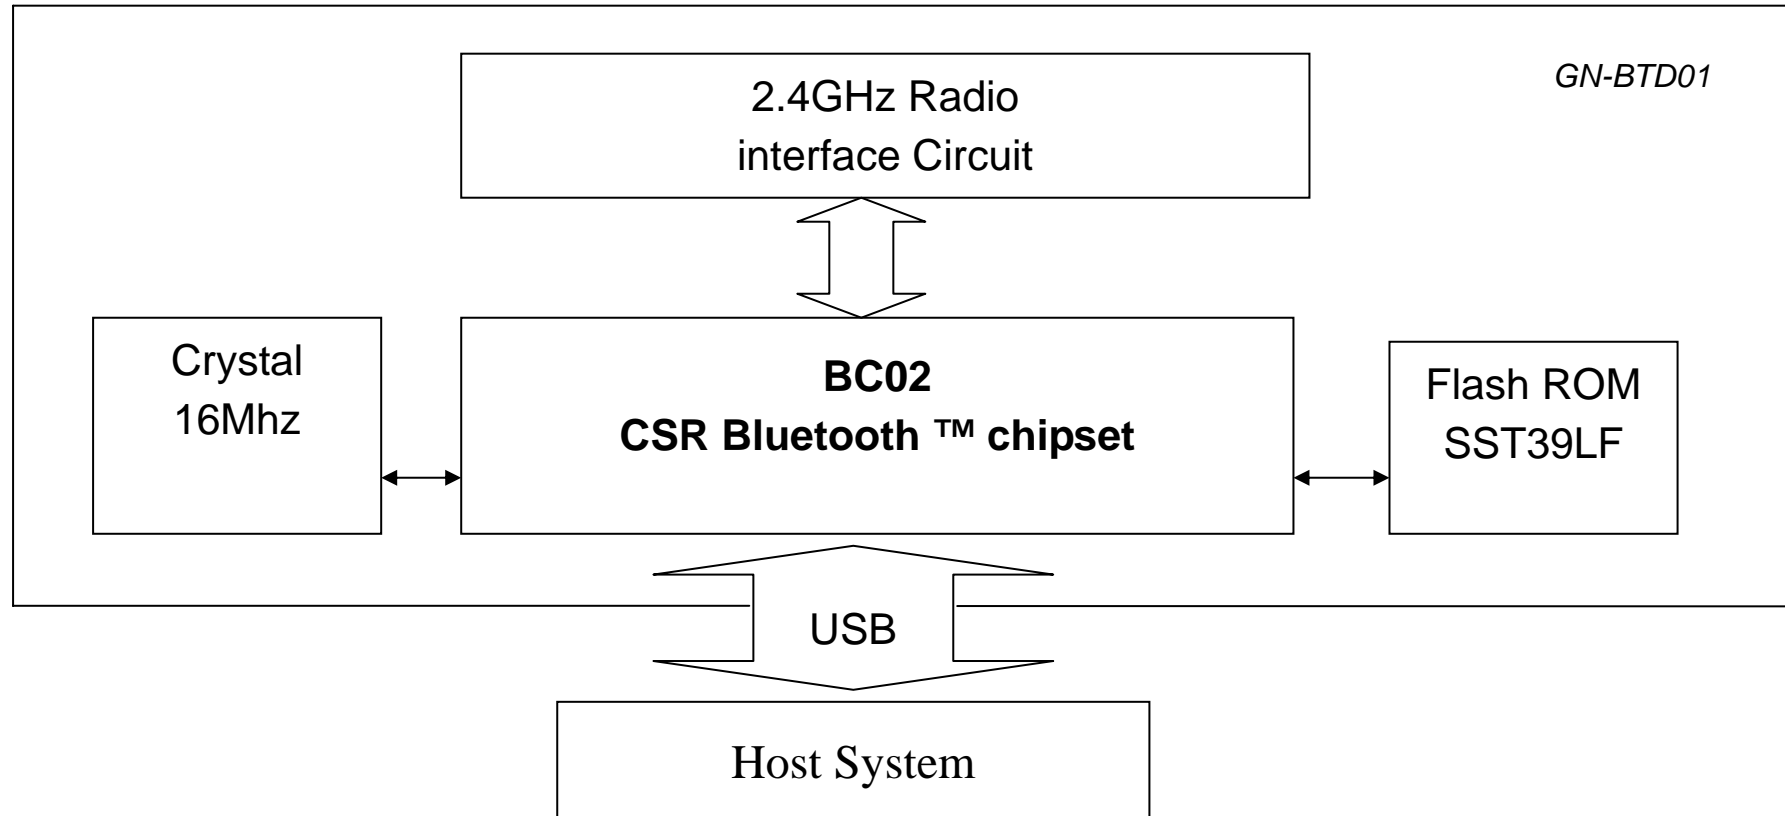 GN-BTD01
2.4GHz Radio
interface Circuit
Crystal
16Mhz
BC02
CSR Bluetooth ™ chipset
Flash ROM
SST39LF
USB
Host System